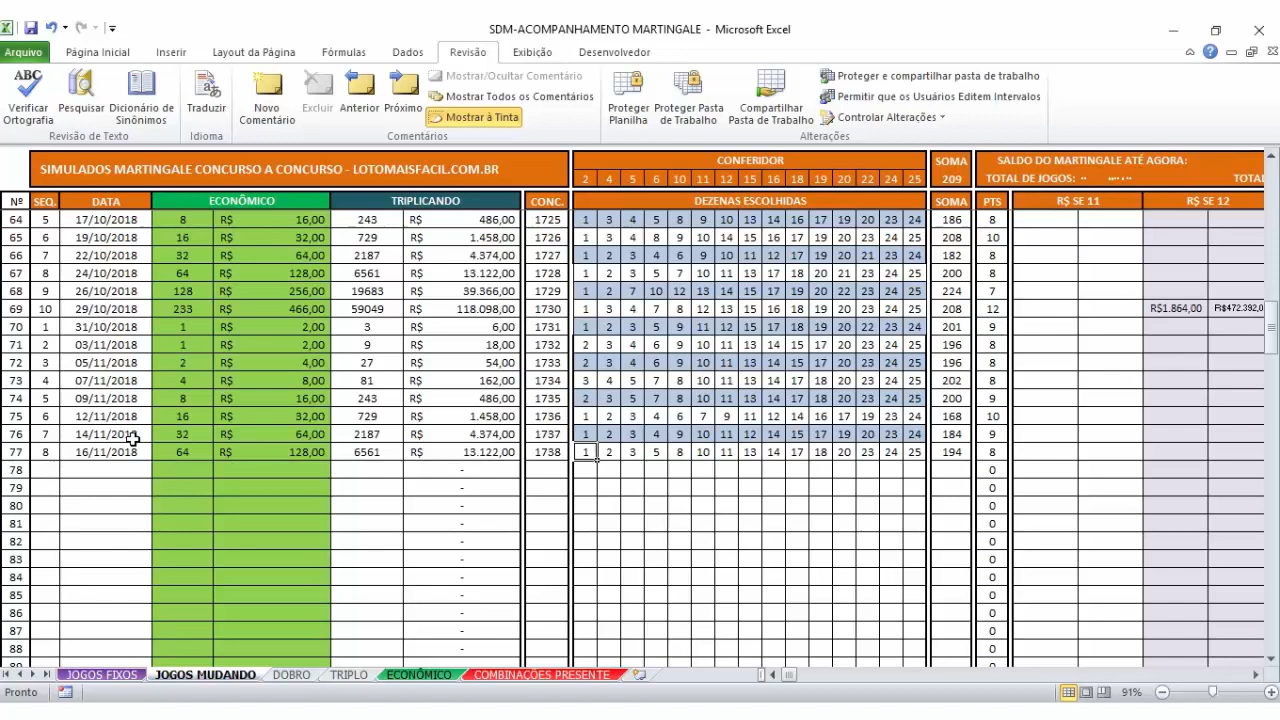 SDM-ACOMPANHAMENTO MARTINGALE - Microsoft Excel
Arquivo Página Inicial Inserir Layout da Página Fórmulas Dados Revisão Exibição Desenvolvedor
ABC
Verificar Ortografia
Pesquisar
Dicionário de Sinônimos
Traduzir
Novo Comentário
Excluir
Anterior
Próximo
Mostrar/Ocultar Comentário
Mostrar Todos os Comentários
Mostrar à Tinta
Proteger Planilha
Proteger Pasta de Trabalho
Compartilhar Pasta de Trabalho
Proteger e compartilhar pasta de trabalho
Permitir que os Usuários Editem Intervalos
Controlar Alterações
Revisão de Texto Idioma Comentários Alterações
SIMULADOS MARTINGALE CONCURSO A CONCURSO - LOTOMAISFACIL.COM.BR
CONFERIDOR
2 4 5 6 10 11 12 13 14 16 18 19 22 24 25
SOMA
209
SALDO DO MARTINGALE ATÉ AGORA:
TOTAL DE JOGOS: TOTA
Nº SEQ. DATA ECONÔMICO TRIPLICANDO CONC. DEZENAS ESCOLHIDAS SOMA PTS R$ SE 11 R$ SE 12
64 5 17/10/2018 8 R$ 16,00 243 R$ 486,00 1725 1 3 4 5 8 9 10 12 13 14 16 20 22 23 24 186 8
65 6 19/10/2018 16 R$ 32,00 729 R$ 1.458,00 1726 1 3 4 8 9 10 14 15 16 17 19 20 23 24 25 208 10
66 7 22/10/2018 32 R$ 64,00 2187 R$ 4.374,00 1727 1 2 3 4 6 9 10 11 12 17 19 20 21 23 24 182 8
67 8 24/10/2018 64 R$ 128,00 6561 R$ 13.122,00 1728 1 2 3 5 7 10 13 14 16 18 20 21 22 23 25 200 8
68 9 26/10/2018 128 R$ 256,00 19683 R$ 39.366,00 1729 1 2 7 10 12 13 14 15 17 19 20 22 23 24 25 224 7
69 10 29/10/2018 233 R$ 466,00 59049 R$ 118.098,00 1730 1 3 4 7 8 12 13 15 16 18 19 20 23 24 25 208 12 R$1.864,00 R$472.392,0
70 1 31/10/2018 1 R$ 2,00 3 R$ 6,00 1731 1 2 3 5 9 11 12 15 17 18 19 20 22 23 24 201 9
71 2 03/11/2018 1 R$ 2,00 9 R$ 18,00 1732 2 3 4 5 6 9 10 14 16 17 18 20 23 24 25 196 8
72 3 05/11/2018 2 R$ 4,00 27 R$ 54,00 1733 2 3 4 6 9 10 11 13 14 15 17 20 23 24 25 196 8
73 4 07/11/2018 4 R$ 8,00 81 R$ 162,00 1734 3 4 5 7 8 10 11 13 14 17 18 20 23 24 25 202 8
74 5 09/11/2018 8 R$ 16,00 243 R$ 486,00 1735 2 3 5 7 8 9 10 13 14 17 18 22 23 24 25 200 9
75 6 12/11/2018 16 R$ 32,00 729 R$ 1.458,00 1736 1 2 3 4 6 7 9 11 12 13 15 17 20 23 25 168 10
76 7 14/11/201 32 R$ 64,00 2187 R$ 4.374,00 1737 1 2 3 4 9 10 11 12 14 15 17 19 20 23 24 184 9
77 8 16/11/2018 64 R$ 128,00 6561 R$ 13.122,00 1738 1 2 3 5 8 10 11 13 14 16 18 20 23 24 25 194 8
78 - 0
79 - 0
80 - 0
81 - 0
82 - 0
83 - 0
84 - 0
85 - 0
86 - 0
87 - 0
88 - 0
JOGOS FIXOS JOGOS MUDANDO DOBRO TRIPLO ECONÔMICO COMBINAÇÕES PRESENTE
Pronto 91%